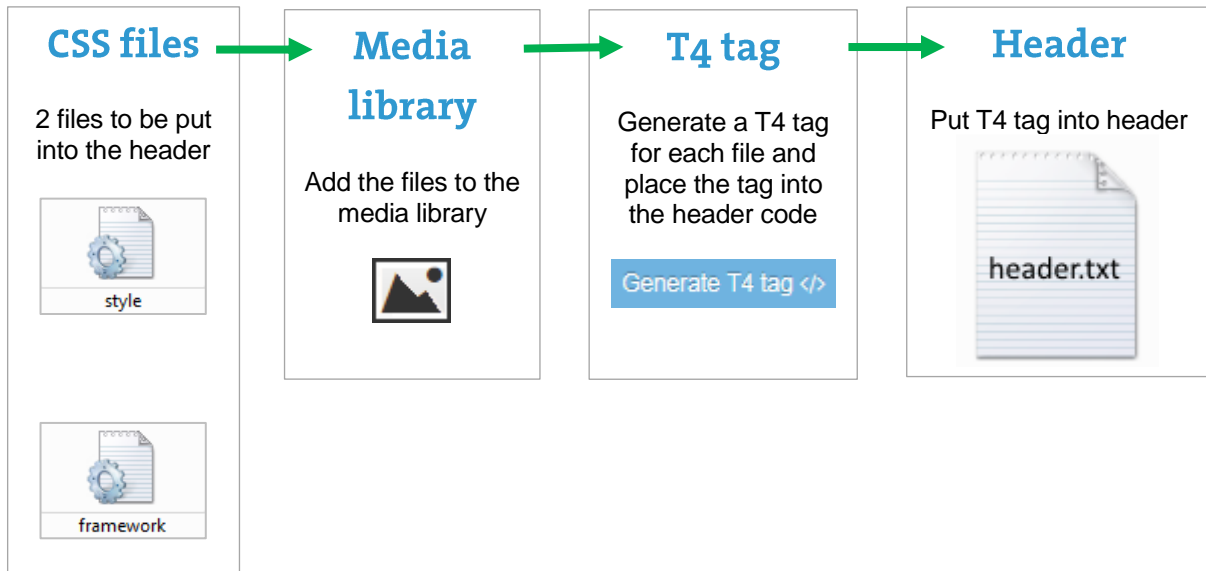 CSS files
2 files to be put
into the header
style
framework
Media
library
Add the files to the
media library
T4 tag
Generate a T4 tag
for each file and
place the tag into
the header code
Generate T4 tag </>
Header
Put T4 tag into header
header.txt